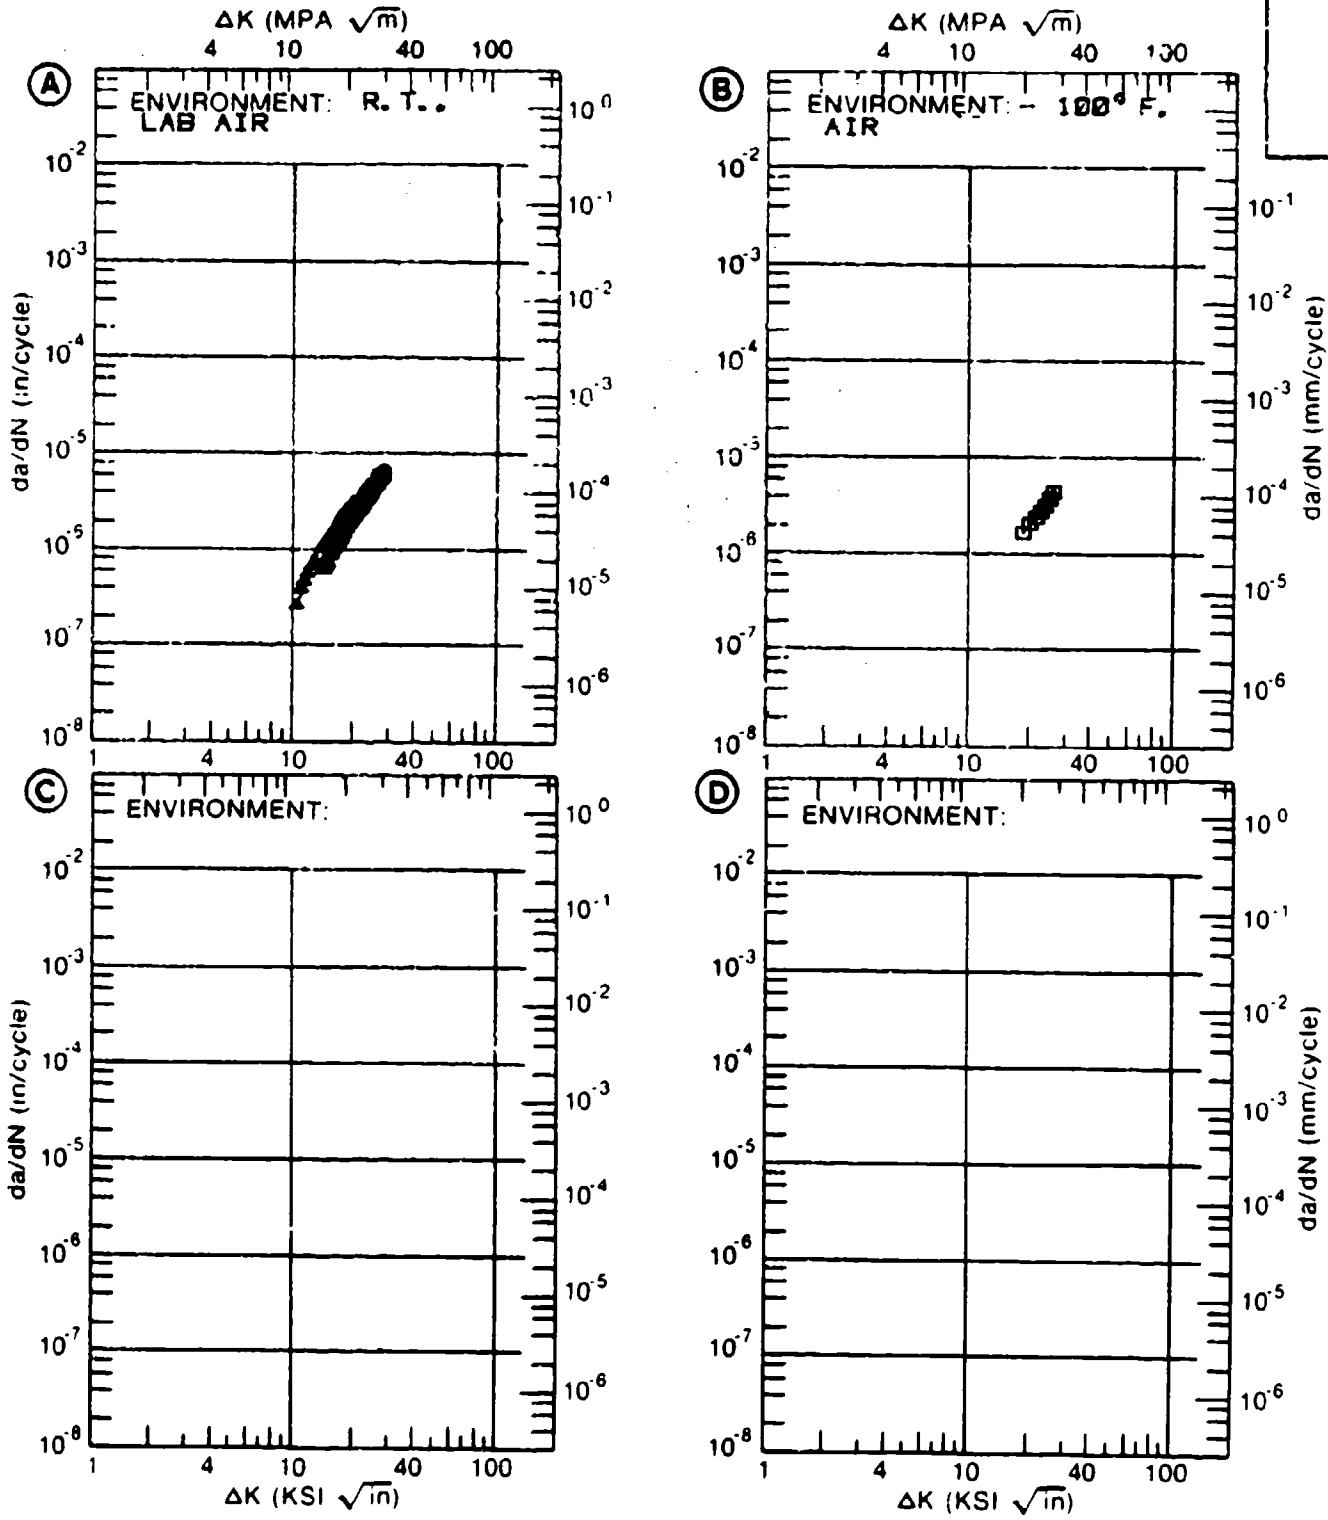 ΔK (MPA √m)
4 10 40 100
A
ENVIRONMENT: R.T..
LAB AIR
10⁻²
10⁻³
10⁻⁴
10⁻⁵
10⁻⁵
10⁻⁷
10⁻⁸
da/dN (in/cycle)
10⁰
10⁻¹
10⁻²
10⁻³
10⁻⁴
10⁻⁵
10⁻⁶
1 4 10 40 100
ΔK (MPA √m)
4 10 40 100
B
ENVIRONMENT: - 100° F.
AIR
10⁻²
10⁻³
10⁻⁴
10⁻⁵
10⁻⁶
10⁻⁷
10⁻⁸
10⁻¹
10⁻²
10⁻³
10⁻⁴
10⁻⁵
10⁻⁶
da/dN (mm/cycle)
1 4 10 40 100
C
ENVIRONMENT:
10⁻²
10⁻³
10⁻⁴
10⁻⁵
10⁻⁶
10⁻⁷
10⁻⁸
da/dN (in/cycle)
10⁰
10⁻¹
10⁻²
10⁻³
10⁻⁴
10⁻⁵
10⁻⁶
1 4 10 40 100
ΔK (KSI √in)
D
ENVIRONMENT:
10⁻²
10⁻³
10⁻⁴
10⁻⁵
10⁻⁶
10⁻⁷
10⁻⁸
10⁰
10⁻¹
10⁻²
10⁻³
10⁻⁴
10⁻⁵
10⁻⁶
da/dN (mm/cycle)
1 4 10 40 100
ΔK (KSI √in)